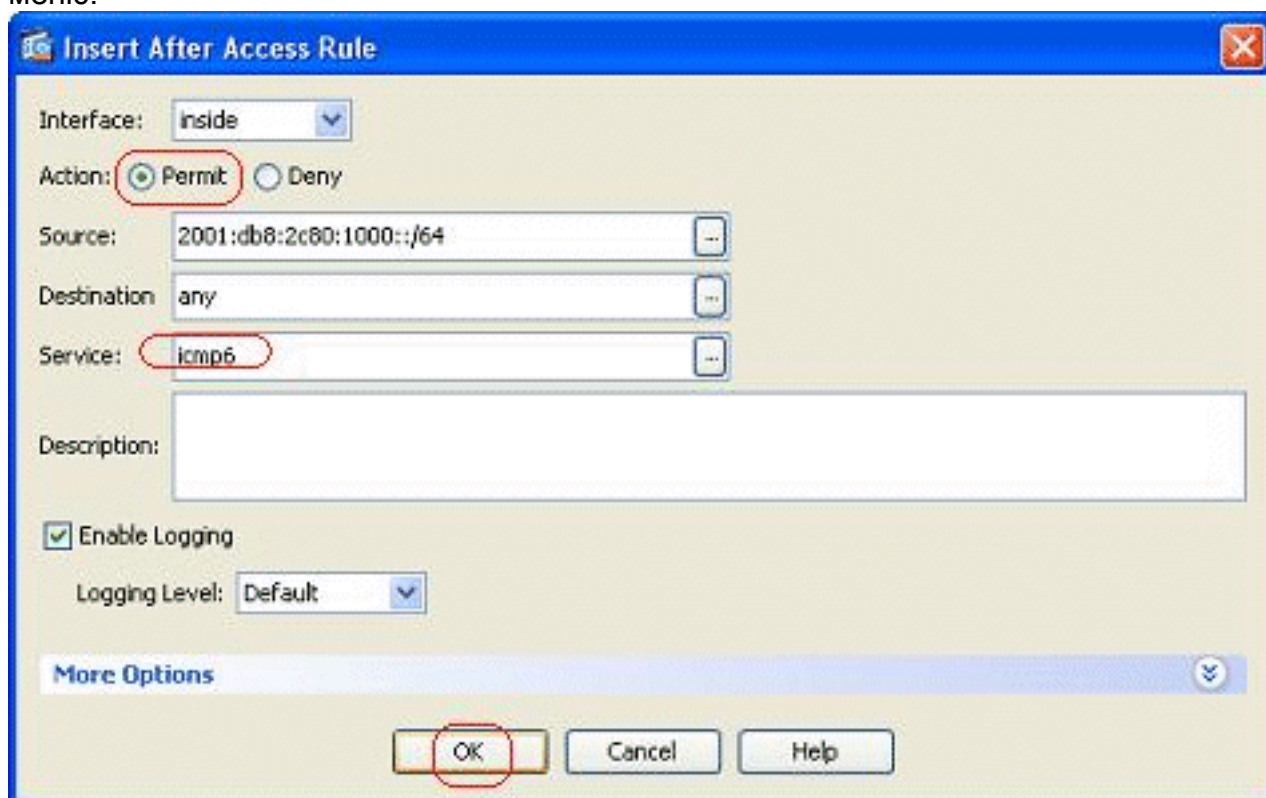 меню.
Insert After Access Rule
Interface: inside
Action: Permit Deny
Source: 2001:db8:2c80:1000::/64 ...
Destination any ...
Service: icmp6 ...
Description:
Enable Logging
Logging Level: Default
More Options
OK Cancel Help